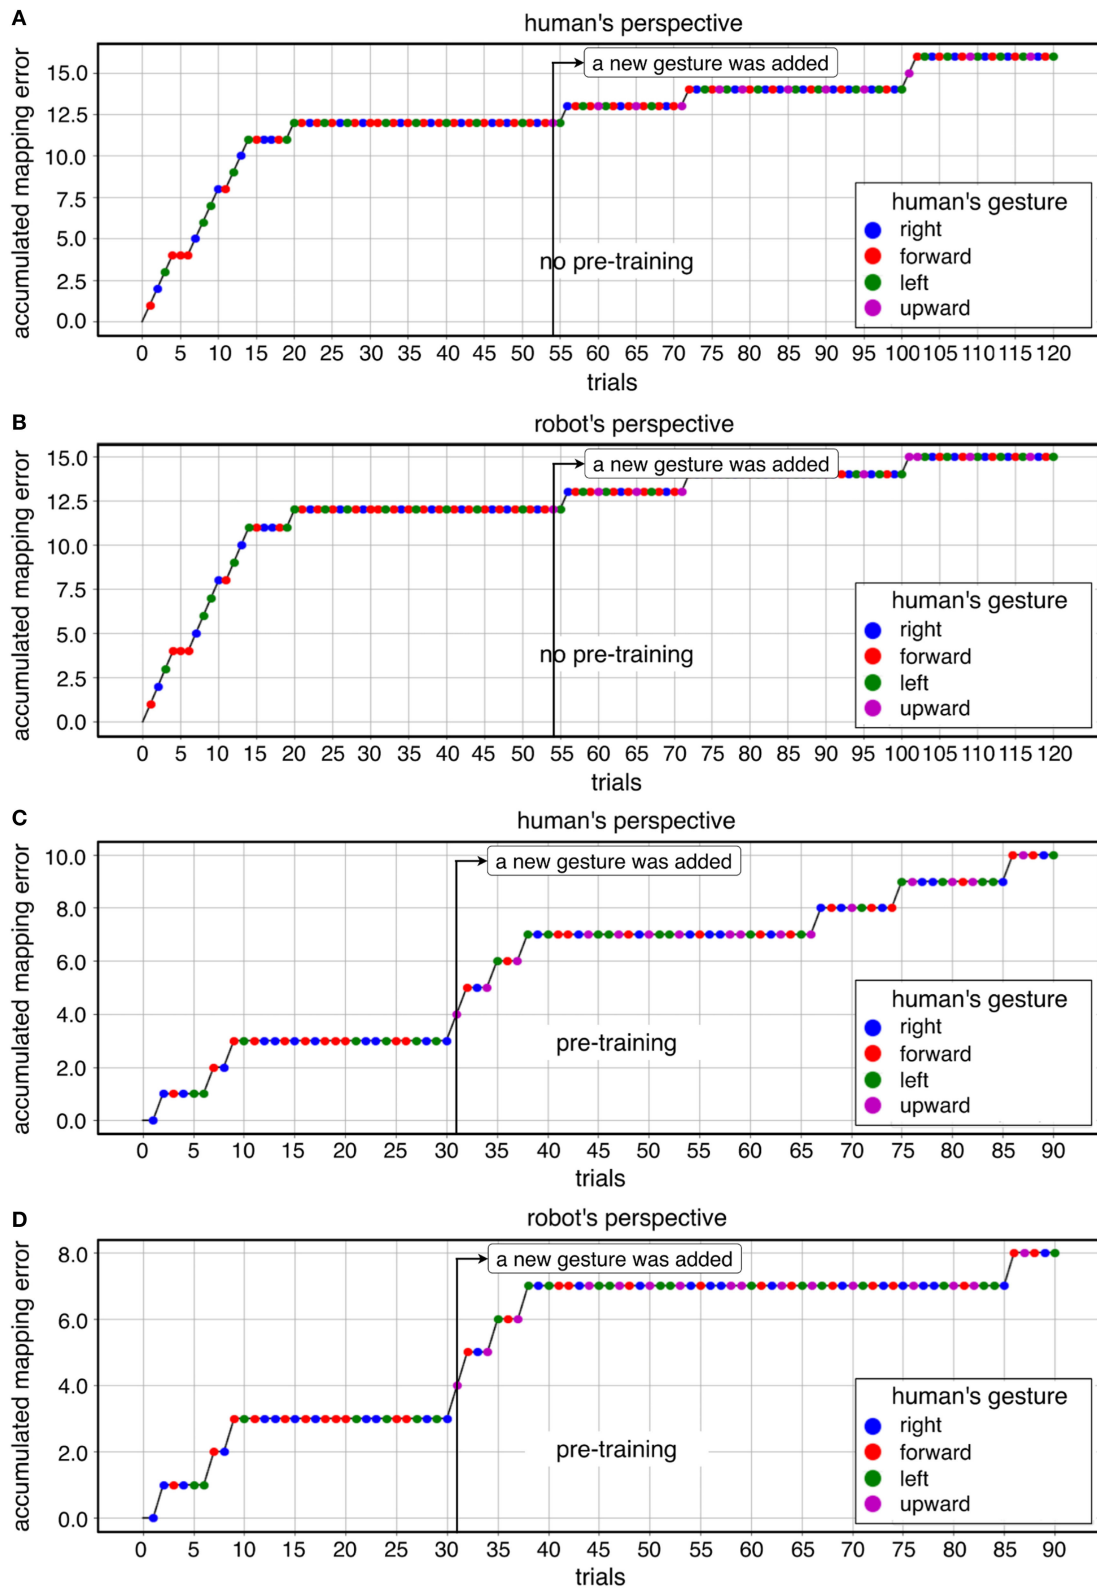 A
human's perspective
accumulated mapping error
15.0
12.5
10.0
7.5
5.0
2.5
0.0
a new gesture was added
no pre-training
human's gesture
right
forward
left
upward
0 5 10 15 20 25 30 35 40 45 50 55 60 65 70 75 80 85 90 95 100 105 110 115 120
trials
B
robot's perspective
accumulated mapping error
15.0
12.5
10.0
7.5
5.0
2.5
0.0
a new gesture was added
no pre-training
human's gesture
right
forward
left
upward
0 5 10 15 20 25 30 35 40 45 50 55 60 65 70 75 80 85 90 95 100 105 110 115 120
trials
C
human's perspective
accumulated mapping error
10.0
8.0
6.0
4.0
2.0
0.0
a new gesture was added
pre-training
human's gesture
right
forward
left
upward
0 5 10 15 20 25 30 35 40 45 50 55 60 65 70 75 80 85 90
trials
D
robot's perspective
accumulated mapping error
8.0
6.0
4.0
2.0
0.0
a new gesture was added
pre-training
human's gesture
right
forward
left
upward
0 5 10 15 20 25 30 35 40 45 50 55 60 65 70 75 80 85 90
trials